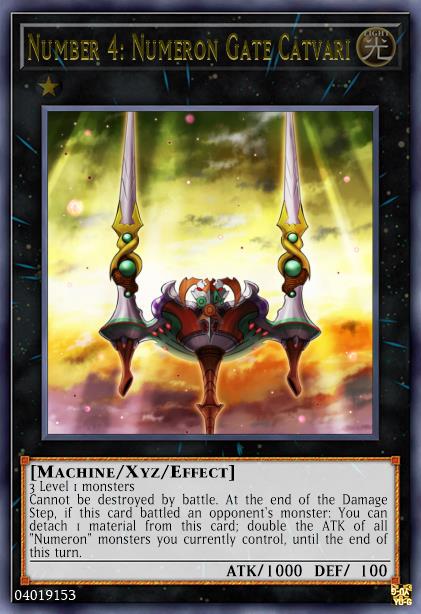 Number 4: Numeron Gate Catvari
LIGHT
光
[Machine/Xyz/Effect]
3 Level 1 monsters
Cannot be destroyed by battle. At the end of the Damage
Step, if this card battled an opponent's monster: You can
detach 1 material from this card; double the ATK of all
"Numeron" monsters you currently control, until the end of
this turn.
ATK/1000 DEF/ 100
04019153